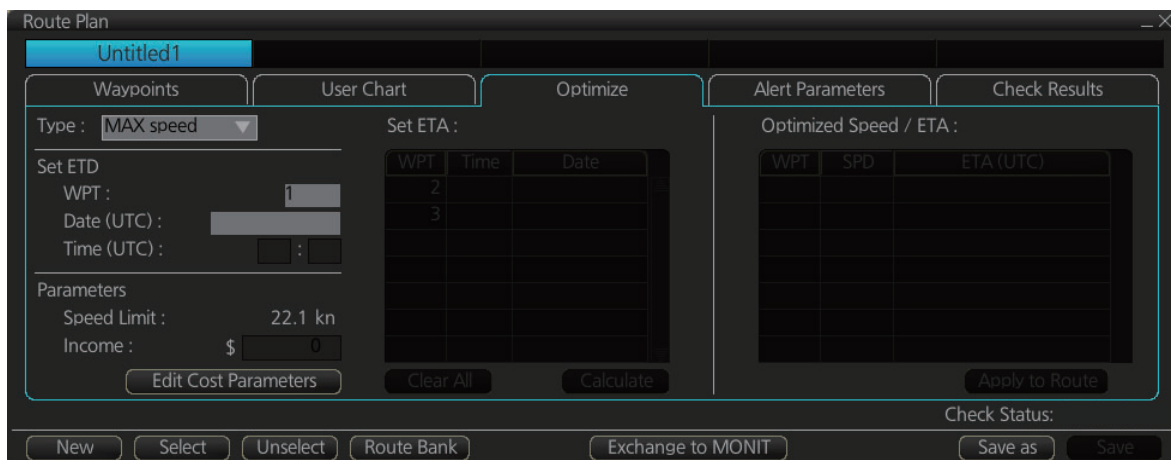 Route Plan
Untitled1
Waypoints User Chart Optimize Alert Parameters Check Results
Type : MAX speed Set ETA : Optimized Speed / ETA :
Set ETD WPT Time Date WPT SPD ETA (UTC)
WPT : 1 2
Date (UTC) : 3
Time (UTC) : :
Parameters
Speed Limit : 22.1 kn
Income : $ 0
Edit Cost Parameters Clear All Calculate Apply to Route
Check Status:
New Select Unselect Route Bank Exchange to MONIT Save as Save